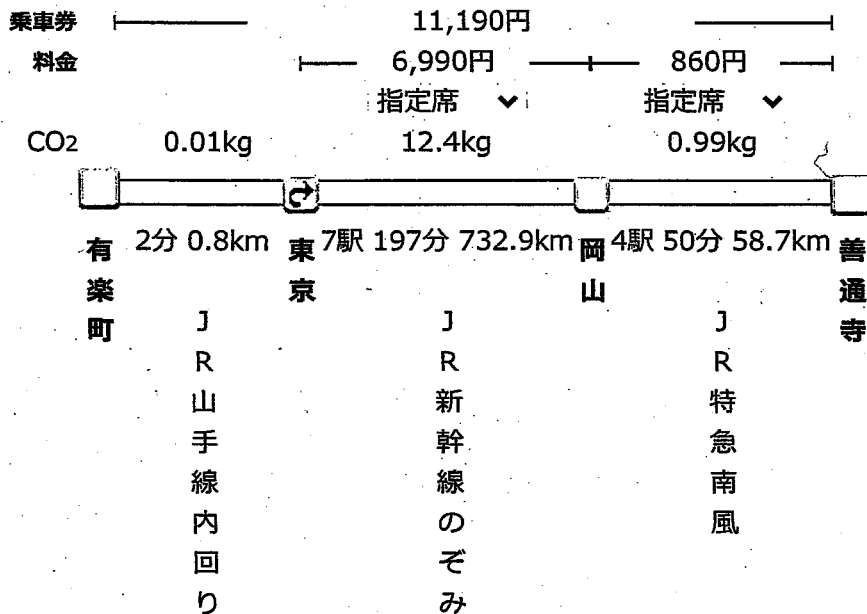 乗車券 11,190円
料金 6,990円 860円
指定席 指定席
CO2 0.01kg 12.4kg 0.99kg
2分 0.8km 7駅 197分 732.9km 4駅 50分 58.7km
有楽町 東京 岡山 善通寺
JR山手線内回り JR新幹線のぞみ JR特急南風